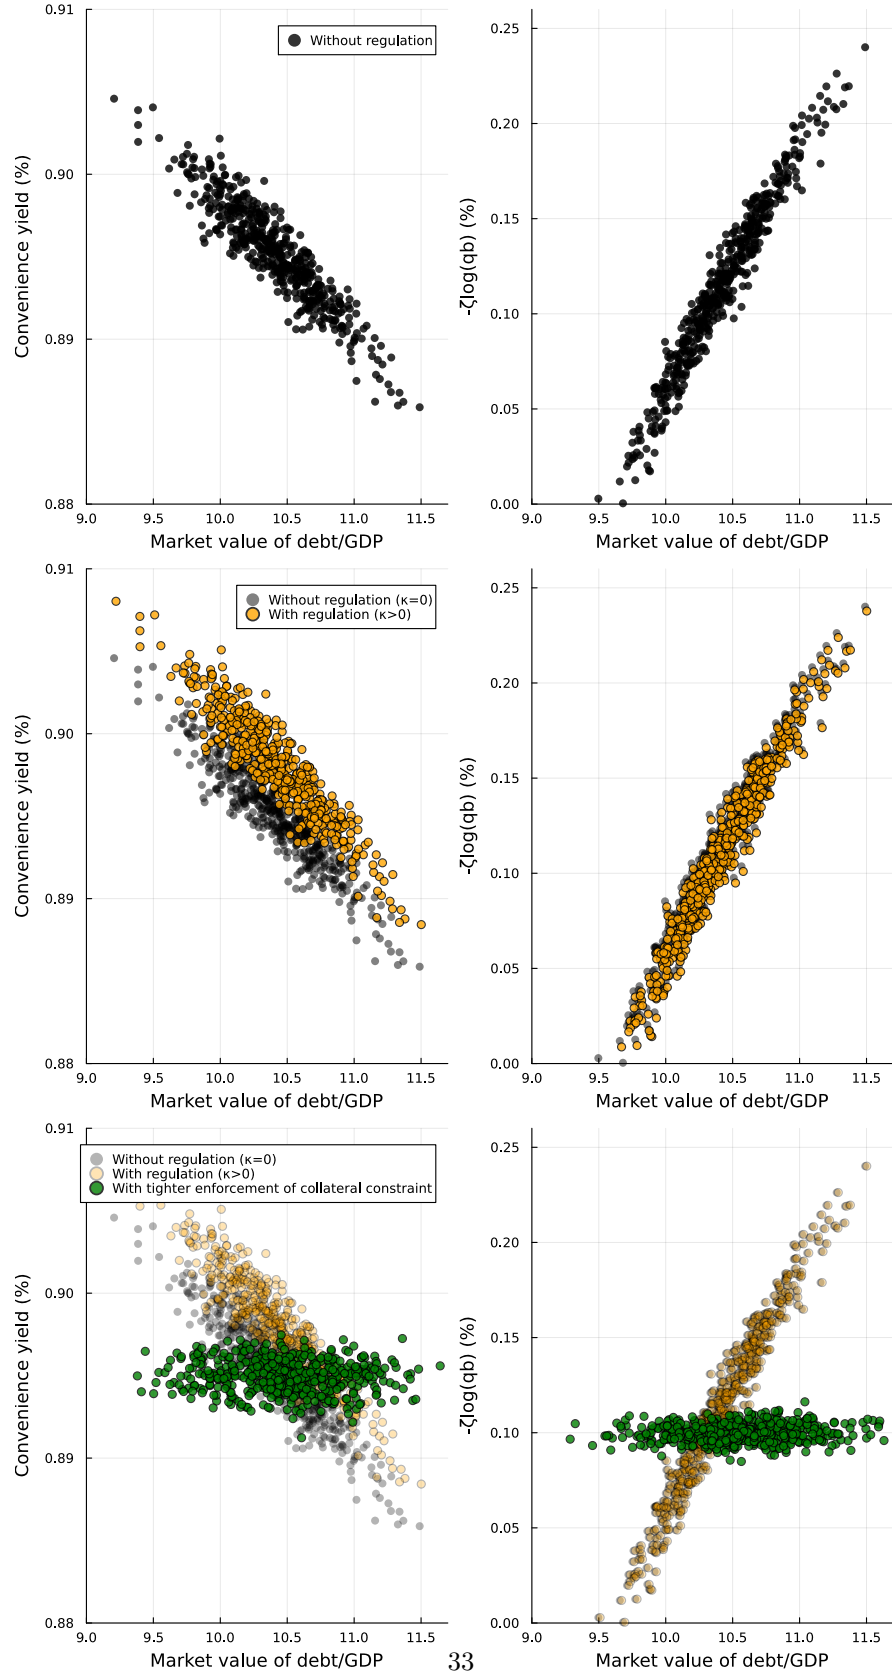 0.91
0.90
0.89
0.88
Convenience yield (%)
Without regulation
9.0 9.5 10.0 10.5 11.0 11.5
Market value of debt/GDP
0.25
0.20
0.15
0.10
0.05
0.00
-ζlog(qb) (%)
9.0 9.5 10.0 10.5 11.0 11.5
Market value of debt/GDP
0.91
0.90
0.89
0.88
Convenience yield (%)
Without regulation (κ=0)
With regulation (κ>0)
9.0 9.5 10.0 10.5 11.0 11.5
Market value of debt/GDP
0.25
0.20
0.15
0.10
0.05
0.00
-ζlog(qb) (%)
9.0 9.5 10.0 10.5 11.0 11.5
Market value of debt/GDP
0.91
0.90
0.89
0.88
Convenience yield (%)
Without regulation (κ=0)
With regulation (κ>0)
With tighter enforcement of collateral constraint
9.0 9.5 10.0 10.5 11.0 11.5
Market value of debt/GDP
0.25
0.20
0.15
0.10
0.05
0.00
-ζlog(qb) (%)
9.0 9.5 10.0 10.5 11.0 11.5
Market value of debt/GDP
33